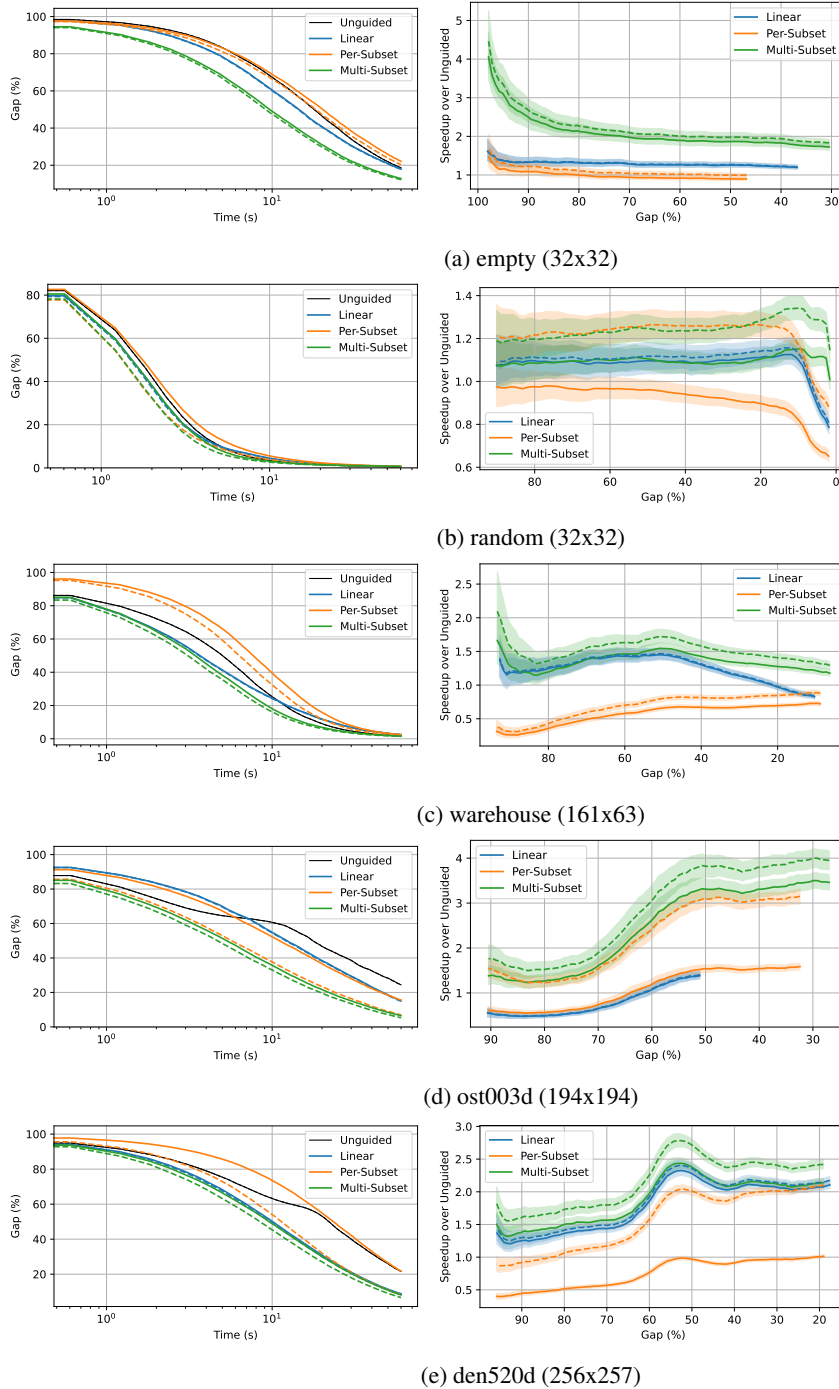 100
80
60
40
20
Gap (%)
10⁰
10¹
Time (s)
Unguided
Linear
Per-Subset
Multi-Subset
5
4
3
2
1
Speedup over Unguided
100
90
80
70
60
50
40
30
Gap (%)
Linear
Per-Subset
Multi-Subset
(a) empty (32x32)
80
60
40
20
0
Gap (%)
10⁰
10¹
Time (s)
Unguided
Linear
Per-Subset
Multi-Subset
1.4
1.2
1.0
0.8
0.6
Speedup over Unguided
80
60
40
20
0
Gap (%)
Linear
Per-Subset
Multi-Subset
(b) random (32x32)
100
80
60
40
20
0
Gap (%)
10⁰
10¹
Time (s)
Unguided
Linear
Per-Subset
Multi-Subset
2.5
2.0
1.5
1.0
0.5
Speedup over Unguided
80
60
40
20
Gap (%)
Linear
Per-Subset
Multi-Subset
(c) warehouse (161x63)
100
80
60
40
20
0
Gap (%)
10⁰
10¹
Time (s)
Unguided
Linear
Per-Subset
Multi-Subset
4
3
2
1
Speedup over Unguided
90
80
70
60
50
40
30
Gap (%)
Linear
Per-Subset
Multi-Subset
(d) ost003d (194x194)
100
80
60
40
20
Gap (%)
10⁰
10¹
Time (s)
Unguided
Linear
Per-Subset
Multi-Subset
3.0
2.5
2.0
1.5
1.0
0.5
Speedup over Unguided
90
80
70
60
50
40
30
20
Gap (%)
Linear
Per-Subset
Multi-Subset
(e) den520d (256x257)